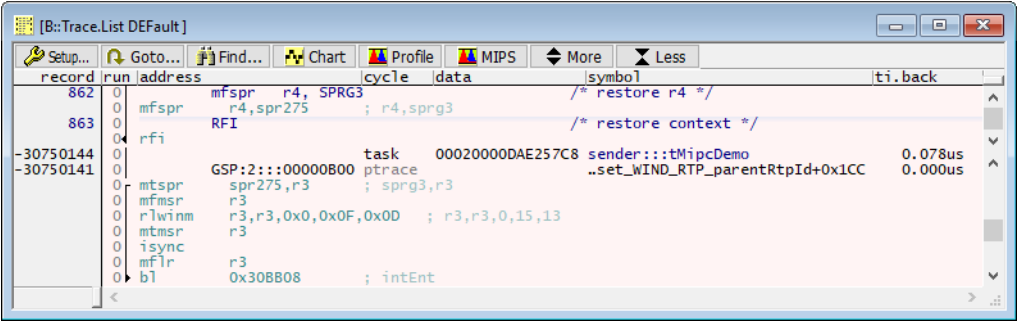 [B::Trace.List DEFault]
Setup... Goto... Find... Chart Profile MIPS More Less
record run address cycle data symbol ti.back
862 0 mfspr r4, SPRG3 /* restore r4 */
0 mfspr r4,spr275 ; r4,sprg3
863 0 RFI /* restore context */
0 rfi
-30750144 0 task 00020000DAE257C8 sender:::tMipcDemo 0.078us
-30750141 0 GSP:2:::00000B00 ptrace ..set_WIND_RTP_parentRtpId+0x1CC 0.000us
0 mtspr spr275,r3 ; sprg3,r3
0 mfmsr r3
0 rlwinm r3,r3,0x0,0x0F,0x0D ; r3,r3,0,15,13
0 mtmsr r3
0 isync
0 mflr r3
0 bl 0x30BB08 ; intEnt